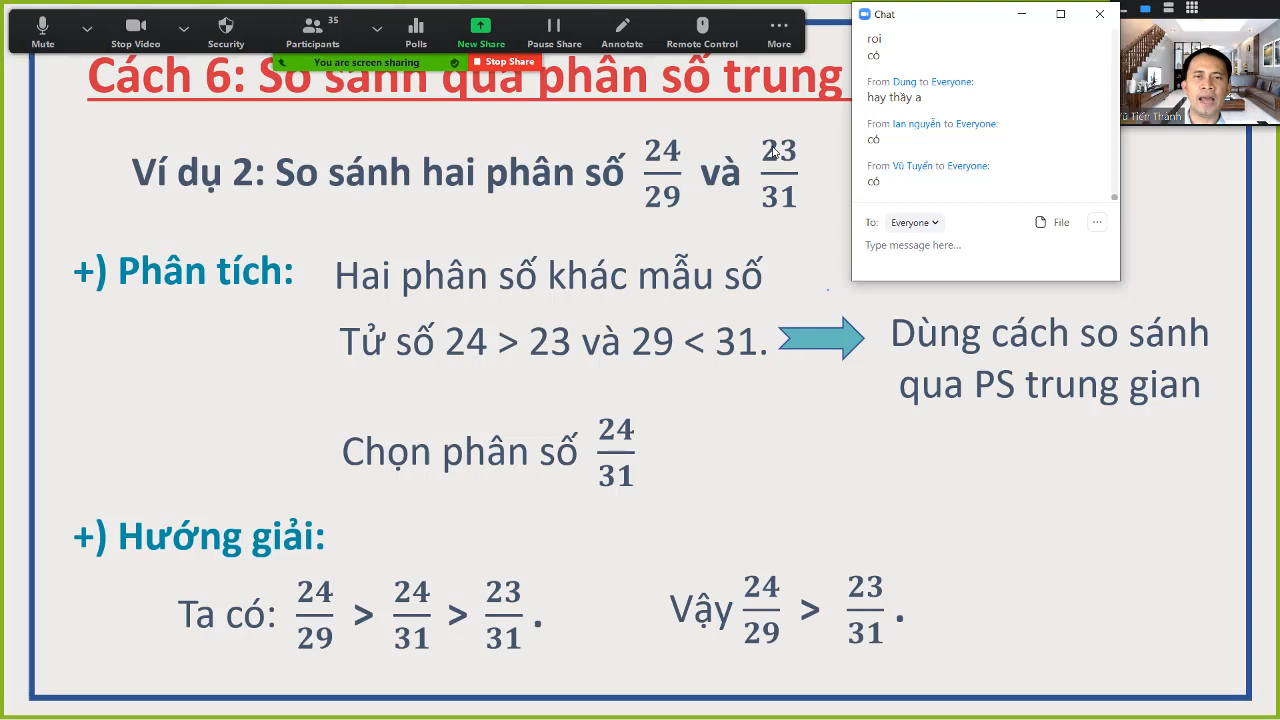 Mute
Stop Video
Security
35
Participants
Polls
New Share
Pause Share
Annotate
Remote Control
More
You are screen sharing
Stop Share
Chat
roi
có
From Dung to Everyone:
hay thầy a
From lan nguyễn to Everyone:
có
From Vũ Tuyển to Everyone:
có
To: Everyone
File
Type message here...
Vũ Tiến Thành
Cách 6: So sánh qua phân số trung
Ví dụ 2: So sánh hai phân số 24/29 và 23/31
+) Phân tích: Hai phân số khác mẫu số
Tử số 24 > 23 và 29 < 31.
Dùng cách so sánh
qua PS trung gian
Chọn phân số 24/31
+) Hướng giải:
Ta có: 24/29 > 24/31 > 23/31 .
Vậy 24/29 > 23/31 .